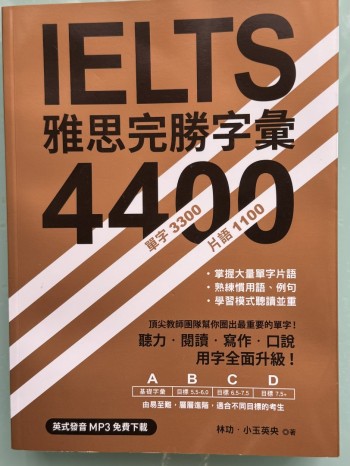 IELTS
雅思完勝字彙
4400
單字 3300
片語 1100
・掌握大量單字片語
・熟練慣用語、例句
・學習模式聽讀並重
頂尖教師團隊幫你圈出最重要的單字！
聽力・閱讀・寫作・口說
用字全面升級！
A B C D
基礎字彙 目標 5.5-6.0 目標 6.5-7.5 目標 7.5+
由易至難，層層進階，適合不同目標的考生
英式發音 MP3 免費下載
林功・小玉英央 ◎著